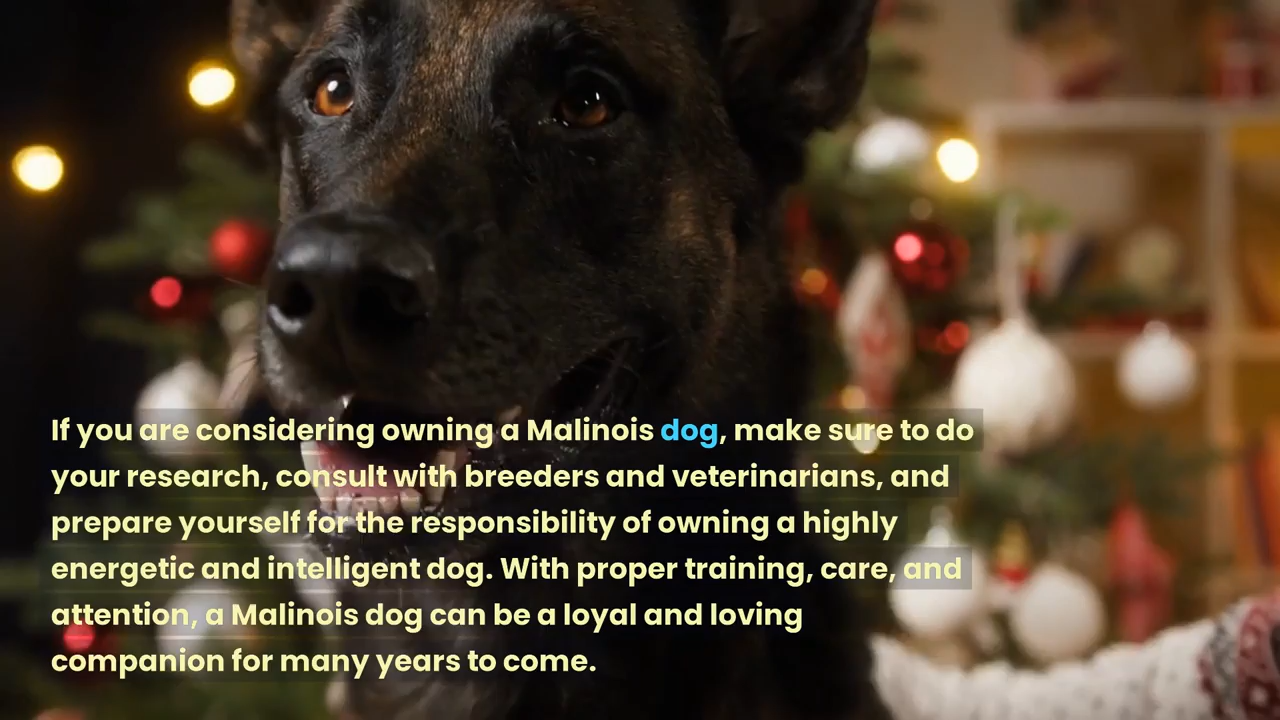 If you are considering owning a Malinois dog, make sure to do
your research, consult with breeders and veterinarians, and
prepare yourself for the responsibility of owning a highly
energetic and intelligent dog. With proper training, care, and
attention, a Malinois dog can be a loyal and loving
companion for many years to come.